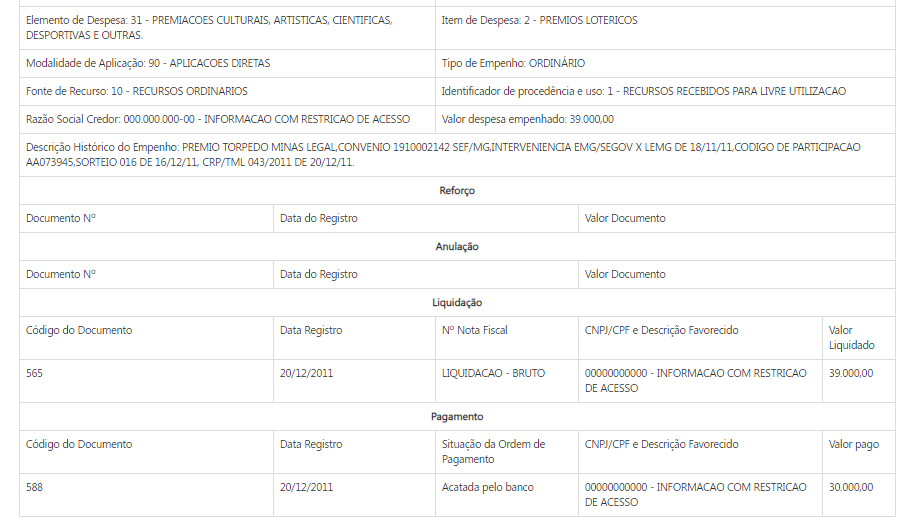 Elemento de Despesa: 31 - PREMIACOES CULTURAIS, ARTISTICAS, CIENTIFICAS,
DESPORTIVAS E OUTRAS.
Item de Despesa: 2 - PREMIOS LOTERICOS
Modalidade de Aplicação: 90 - APLICACOES DIRETAS
Tipo de Empenho: ORDINÁRIO
Fonte de Recurso: 10 - RECURSOS ORDINARIOS
Identificador de procedência e uso: 1 - RECURSOS RECEBIDOS PARA LIVRE UTILIZACAO
Razão Social Credor: 000.000.000-00 - INFORMACAO COM RESTRICAO DE ACESSO
Valor despesa empenhado: 39.000,00
Descrição Histórico do Empenho: PREMIO TORPEDO MINAS LEGAL,CONVENIO 1910002142 SEF/MG,INTERVENIENCIA EMG/SEGOV X LEMG DE 18/11/11,CODIGO DE PARTICIPACAO
AA073945,SORTEIO 016 DE 16/12/11, CRP/TML 043/2011 DE 20/12/11.
Reforço
Documento Nº
Data do Registro
Valor Documento
Anulação
Documento Nº
Data do Registro
Valor Documento
Liquidação
Código do Documento
Data Registro
Nº Nota Fiscal
CNPJ/CPF e Descrição Favorecido
Valor
Liquidado
565
20/12/2011
LIQUIDACAO - BRUTO
00000000000 - INFORMACAO COM RESTRICAO
DE ACESSO
39.000,00
Pagamento
Código do Documento
Data Registro
Situação da Ordem de
Pagamento
CNPJ/CPF e Descrição Favorecido
Valor pago
588
20/12/2011
Acatada pelo banco
00000000000 - INFORMACAO COM RESTRICAO
DE ACESSO
30.000,00